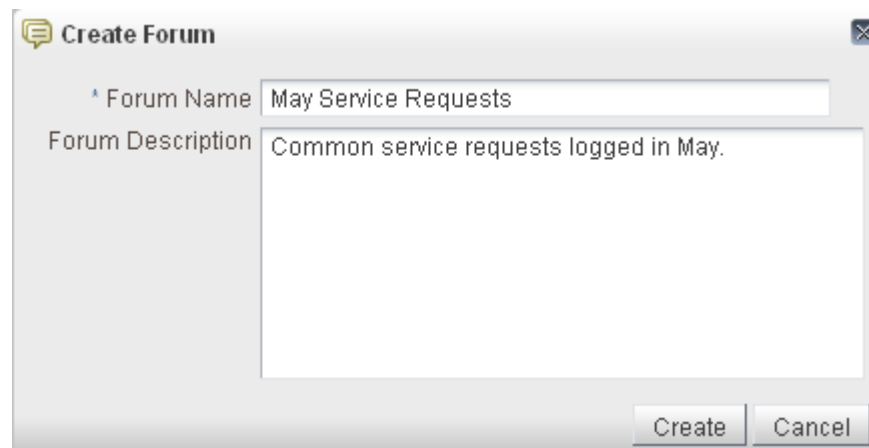 Create Forum
* Forum Name May Service Requests
Forum Description Common service requests logged in May.
Create Cancel